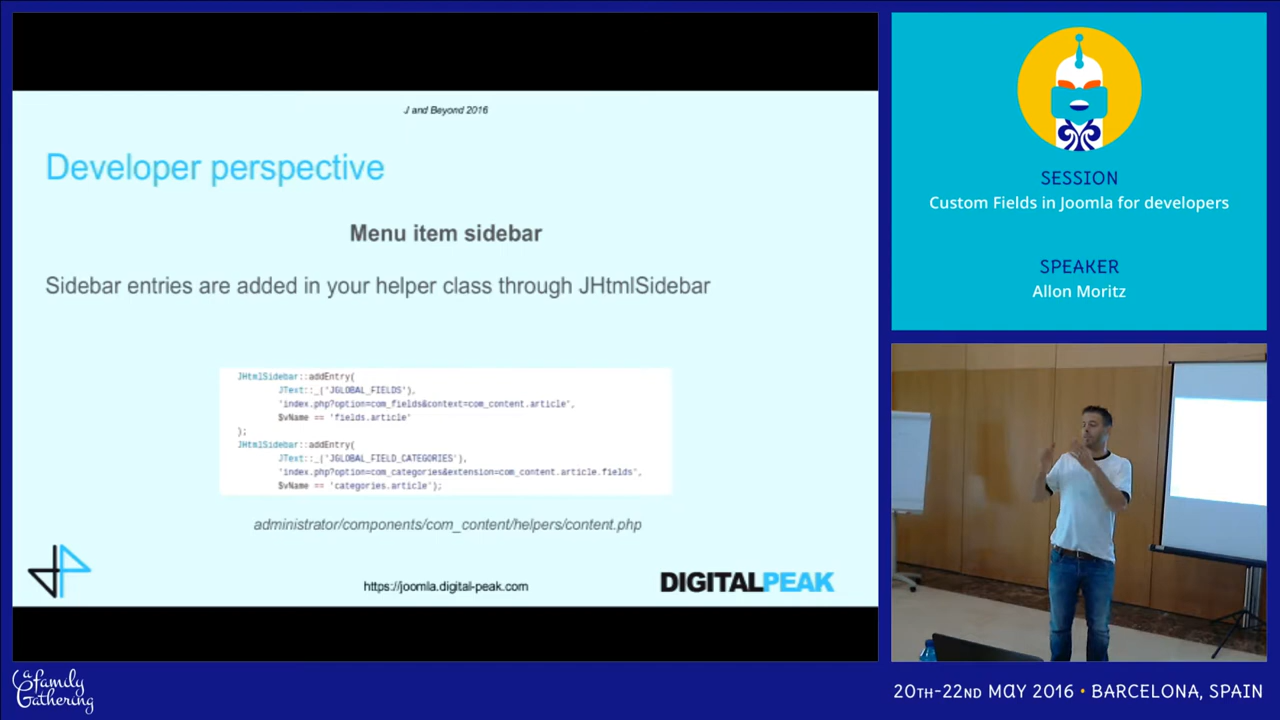 J and Beyond 2016
Developer perspective
Menu item sidebar
Sidebar entries are added in your helper class through JHtmlSidebar
JHtmlSidebar::addEntry(
JText::_('JGLOBAL_FIELDS'),
'index.php?option=com_fields&context=com_content.article',
$vName == 'fields.article'
);
JHtmlSidebar::addEntry(
JText::_('JGLOBAL_FIELD_CATEGORIES'),
'index.php?option=com_categories&extension=com_content.article.fields',
$vName == 'categories.article');
administrator/components/com_content/helpers/content.php
https://joomla.digital-peak.com
DIGITALPEAK
SESSION
Custom Fields in Joomla for developers
SPEAKER
Allon Moritz
a family
Gathering
20TH-22ND MAY 2016 • BARCELONA, SPAIN